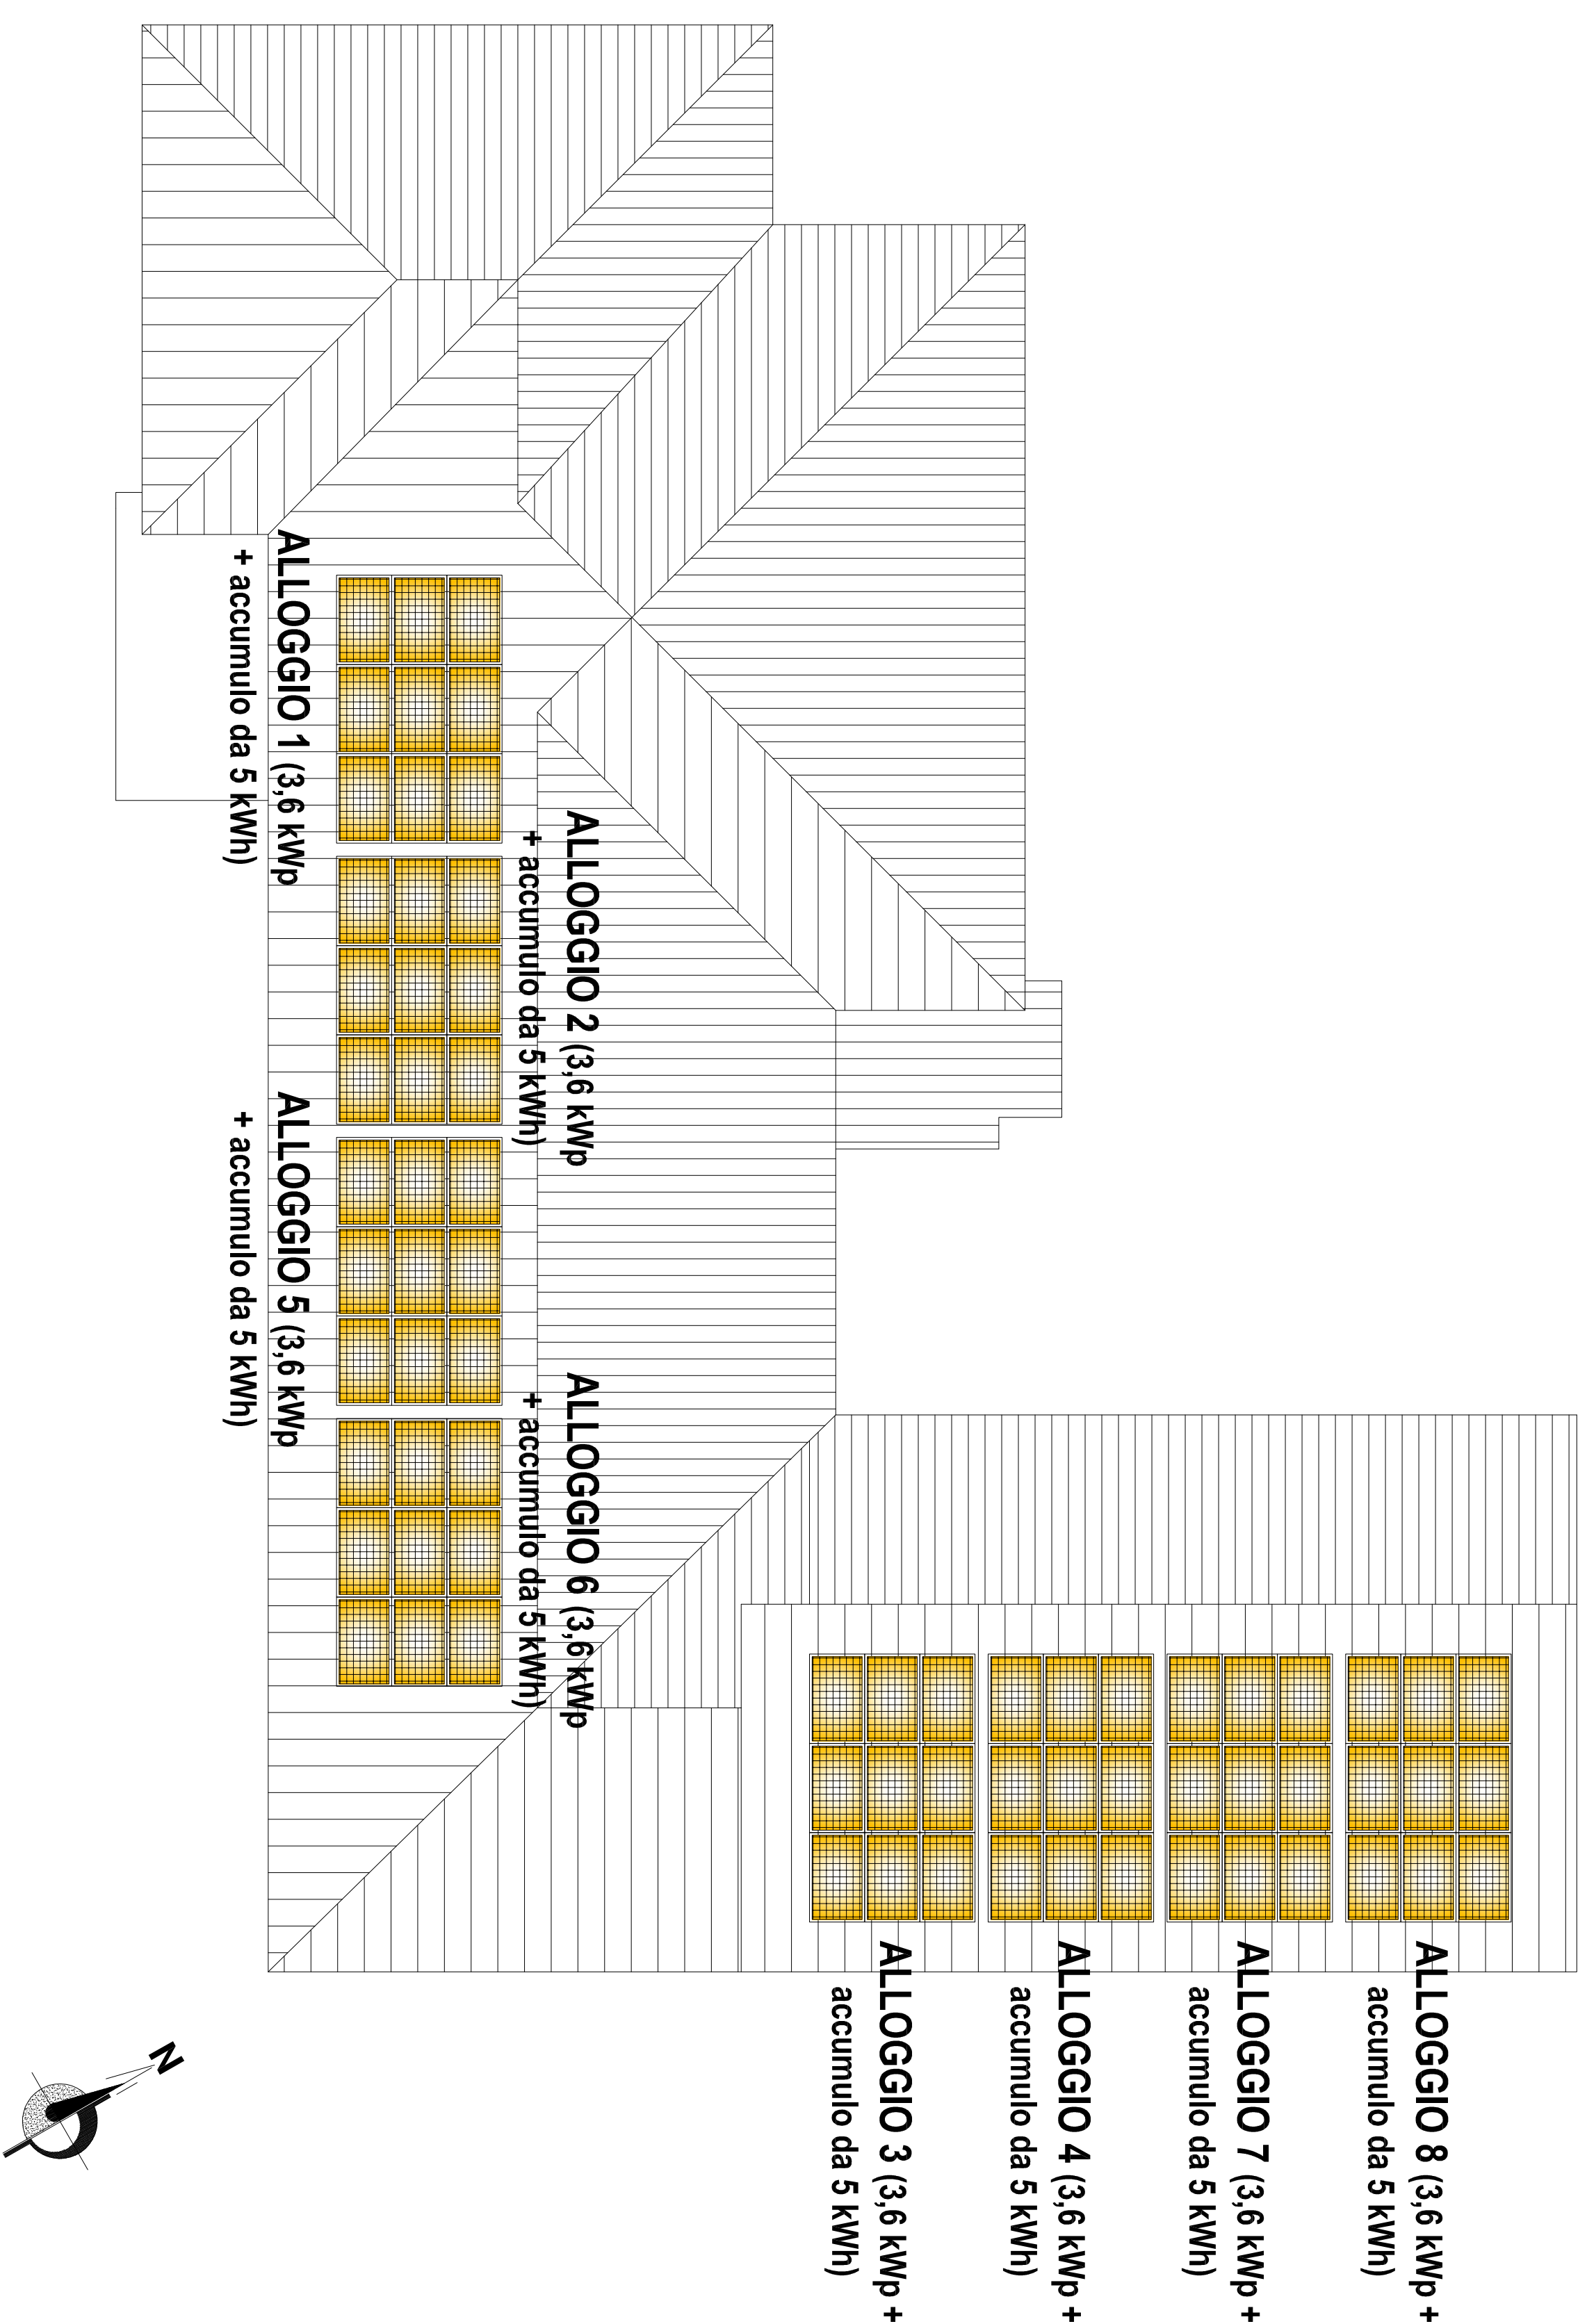 ALLOGGIO 1 (3,6 kWp
+ accumulo da 5 kWh)
ALLOGGIO 2 (3,6 kWp
+ accumulo da 5 kWh)
ALLOGGIO 5 (3,6 kWp
+ accumulo da 5 kWh)
ALLOGGIO 6 (3,6 kWp
+ accumulo da 5 kWh)
ALLOGGIO 3 (3,6 kWp +
accumulo da 5 kWh)
ALLOGGIO 4 (3,6 kWp +
accumulo da 5 kWh)
ALLOGGIO 7 (3,6 kWp +
accumulo da 5 kWh)
ALLOGGIO 8 (3,6 kWp +
accumulo da 5 kWh)
N